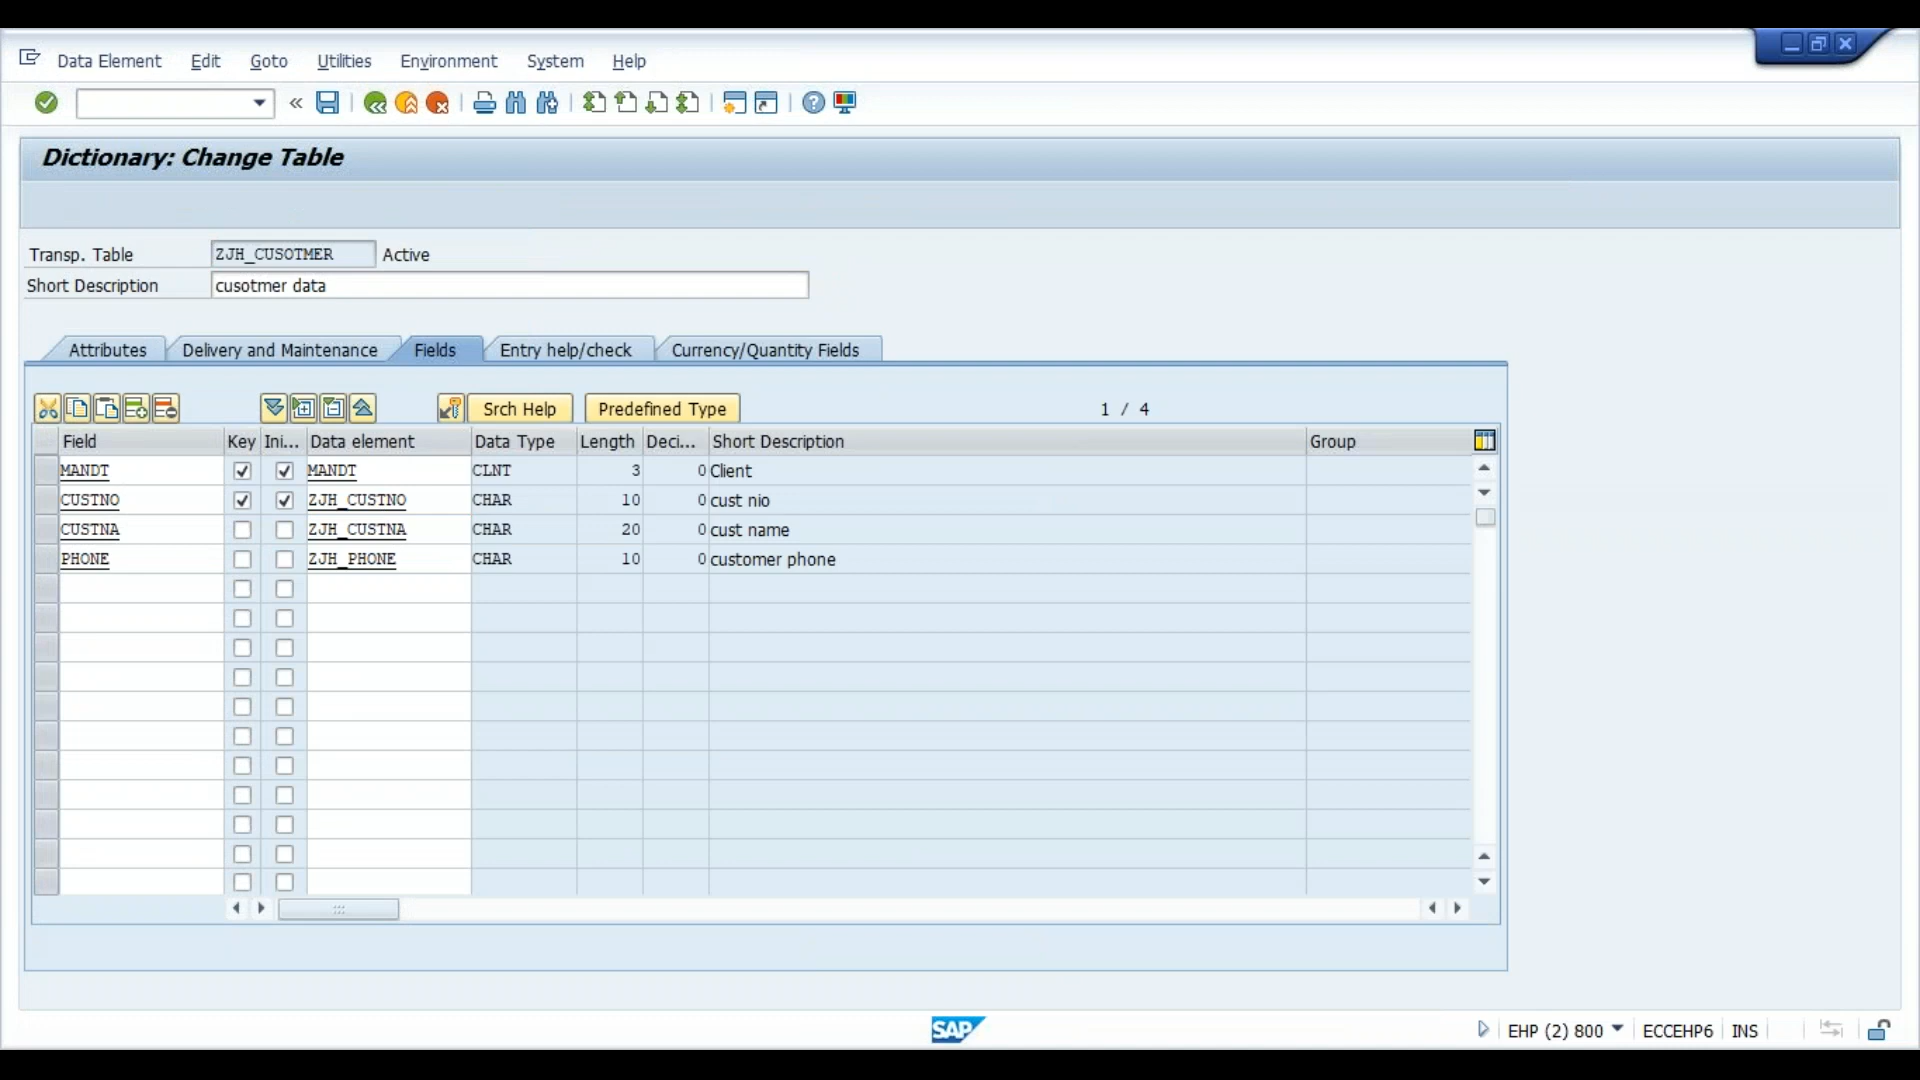 Data Element Edit Goto Utilities Environment System Help
Dictionary: Change Table
Transp. Table ZJH_CUSOTMER Active
Short Description cusotmer data
Attributes Delivery and Maintenance Fields Entry help/check Currency/Quantity Fields
Srch Help Predefined Type 1 / 4
Field Key Ini... Data element Data Type Length Deci... Short Description Group
MANDT MANDT CLNT 3 0 Client
CUSTNO ZJH_CUSTNO CHAR 10 0 cust nio
CUSTNA ZJH_CUSTNA CHAR 20 0 cust name
PHONE ZJH_PHONE CHAR 10 0 customer phone
SAP EHP (2) 800 ECCEHP6 INS